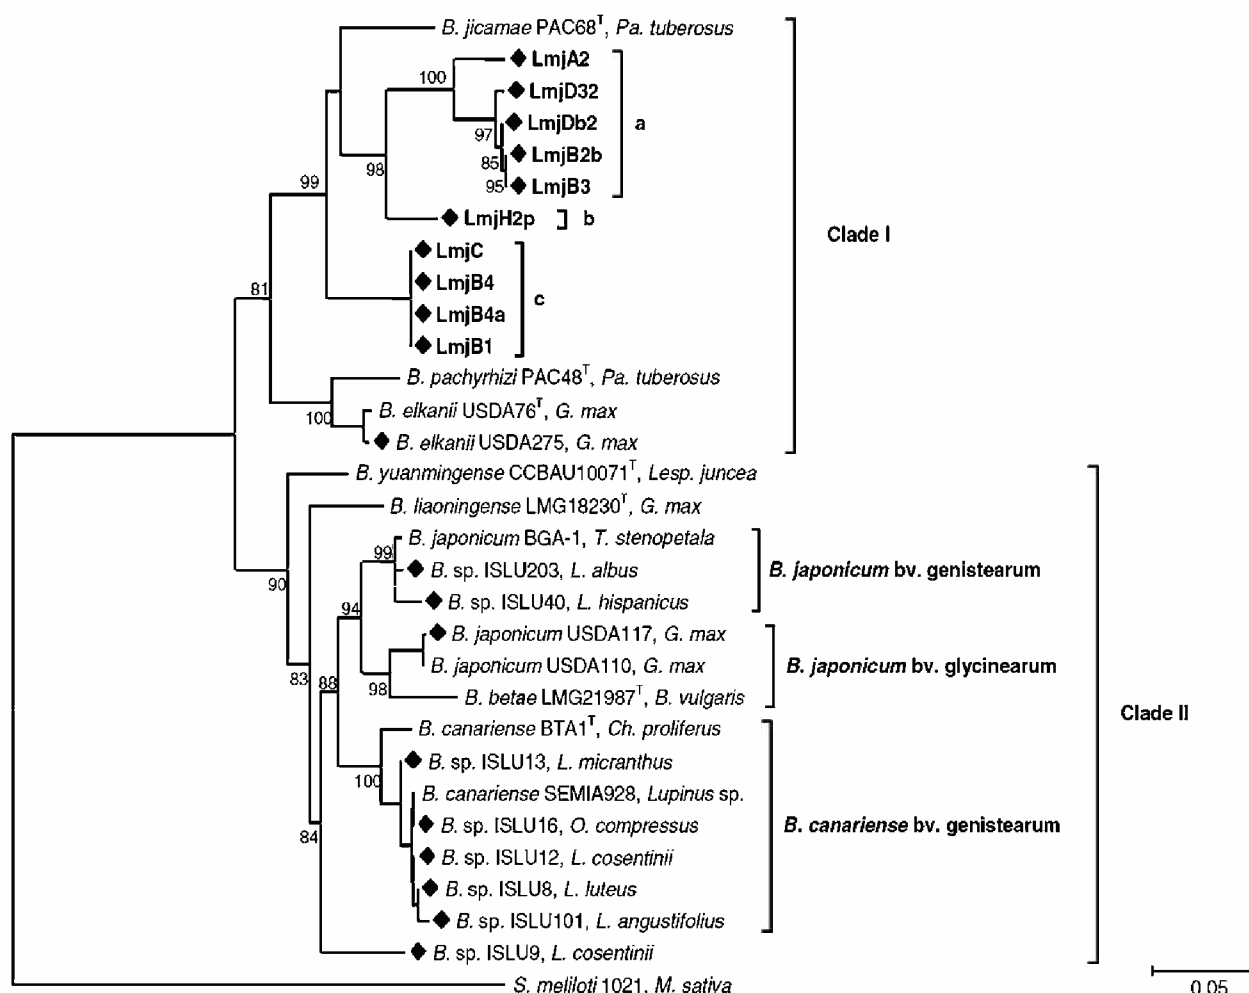 B. jicamae PAC68T, Pa. tuberosus
LmjA2
100
LmjD32
LmjDb2
a
97
LmjB2b
85
98
LmjB3
95
99
LmjH2p
b
Clade I
LmjC
LmjB4
81
c
LmjB4a
LmjB1
B. pachyrhizi PAC48T, Pa. tuberosus
B. elkanii USDA76T, G. max
100
B. elkanii USDA275, G. max
B. yuanmingense CCBAU10071T, Lesp. juncea
B. liaoningense LMG18230T, G. max
B. japonicum BGA-1, T. stenopetala
99
B. sp. ISLU203, L. albus
B. japonicum bv. genistearum
90
B. sp. ISLU40, L. hispanicus
94
B. japonicum USDA117, G. max
B. japonicum USDA110, G. max
B. japonicum bv. glycinearum
83
88
98
B. betae LMG21987T, B. vulgaris
Clade II
B. canariense BTA1T, Ch. proliferus
B. sp. ISLU13, L. micranthus
100
B. canariense SEMIA928, Lupinus sp.
B. sp. ISLU16, O. compressus
B. canariense bv. genistearum
84
B. sp. ISLU12, L. cosentinii
B. sp. ISLU8, L. luteus
B. sp. ISLU101, L. angustifolius
B. sp. ISLU9, L. cosentinii
S. meliloti 1021, M. sativa
0.05